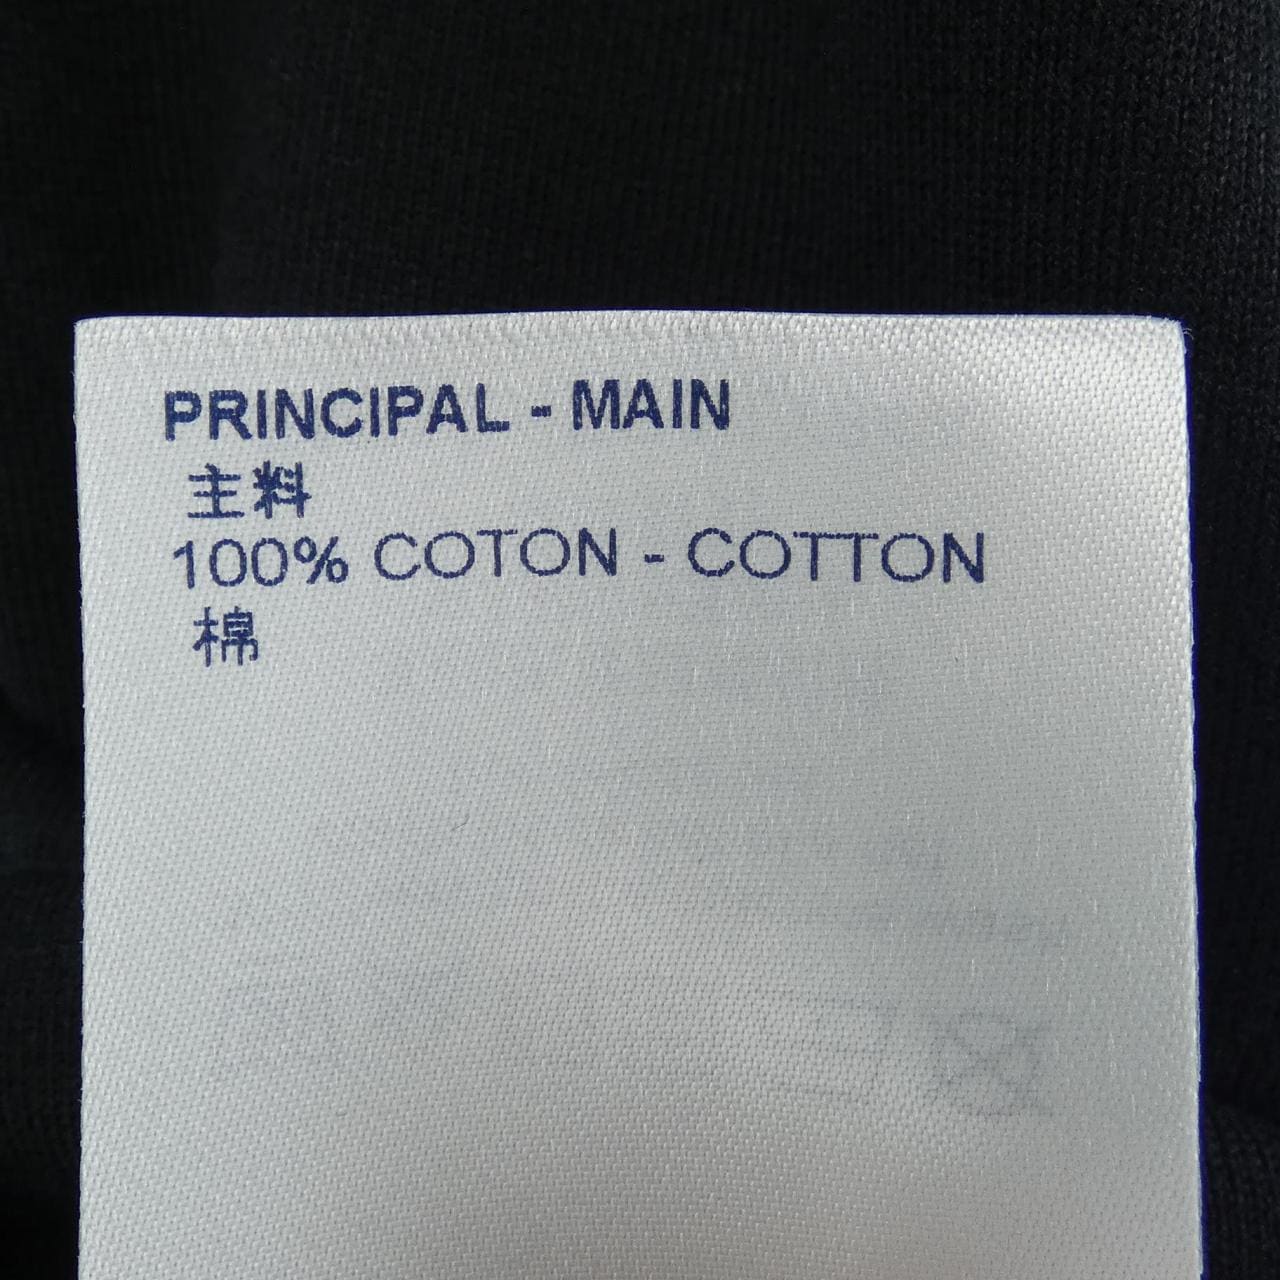 PRINCIPAL - MAIN
主料
100% COTON - COTTON
棉